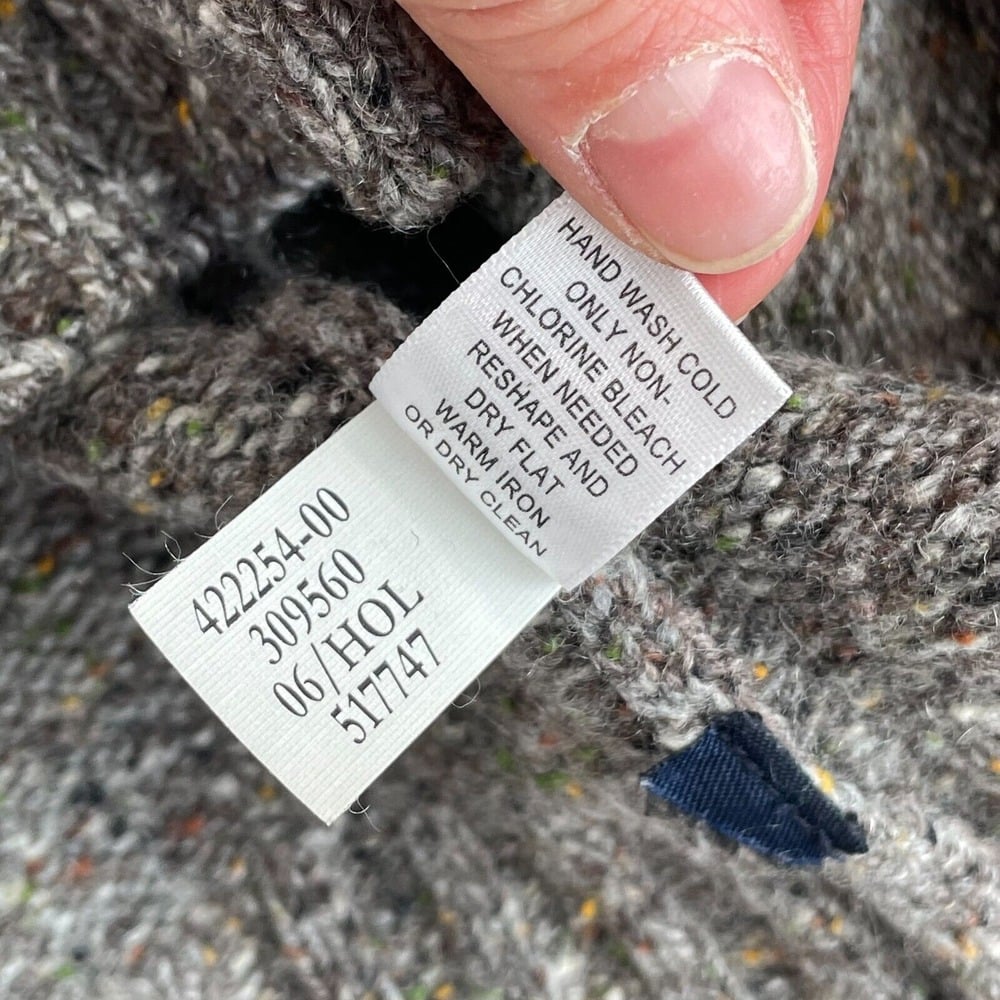 HAND WASH COLD
ONLY NON-
CHLORINE BLEACH
WHEN NEEDED
RESHAPE AND
DRY FLAT
WARM IRON
OR DRY CLEAN
422254-00
309560
06/HOL
517747